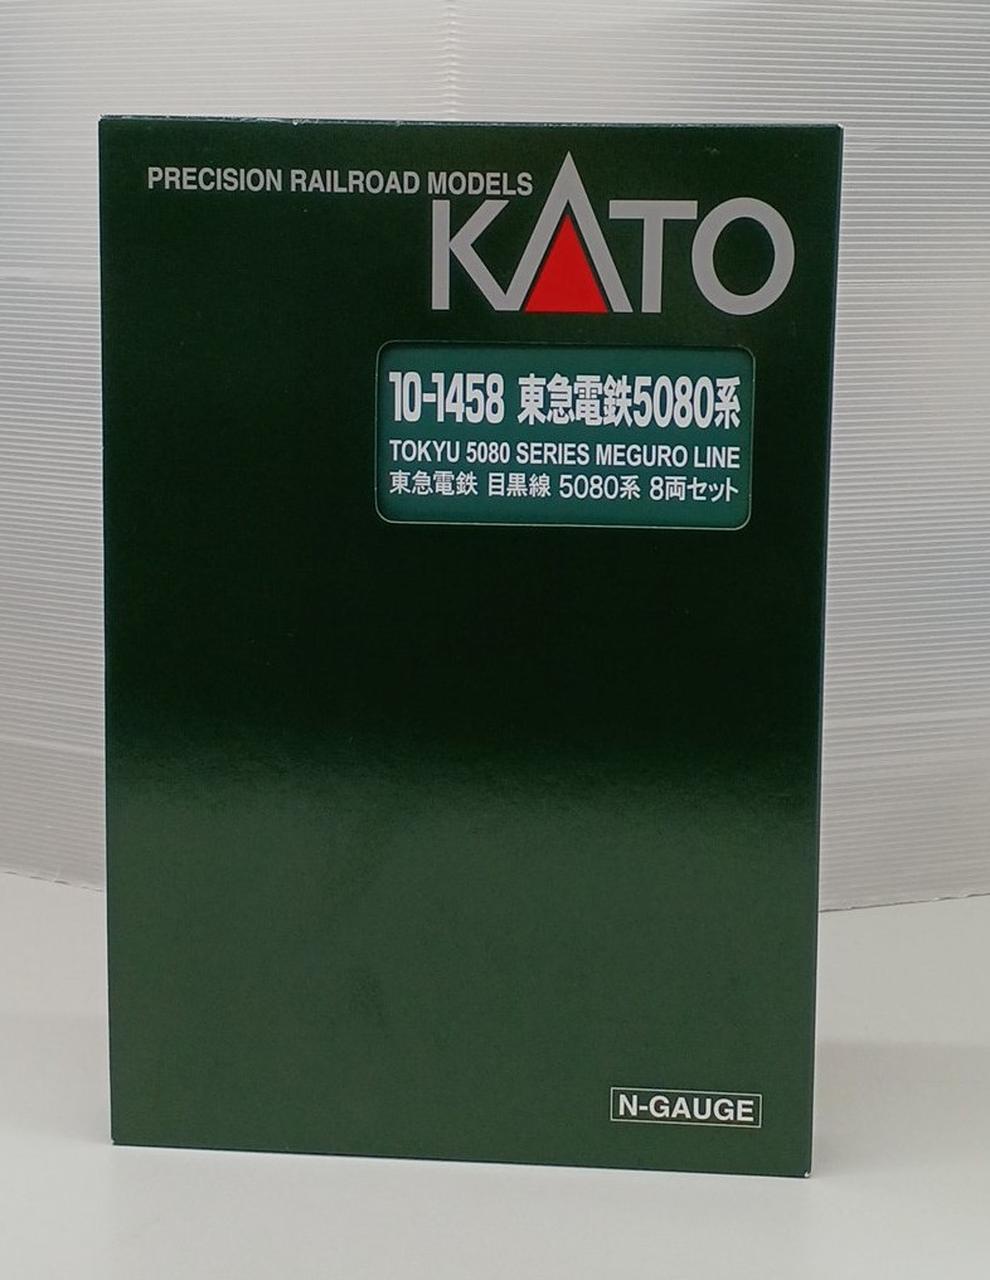 PRECISION RAILROAD MODELS
KATO
10-1458 東急電鉄5080系
TOKYU 5080 SERIES MEGURO LINE
東急電鉄 目黒線 5080系 8両セット
N-GAUGE